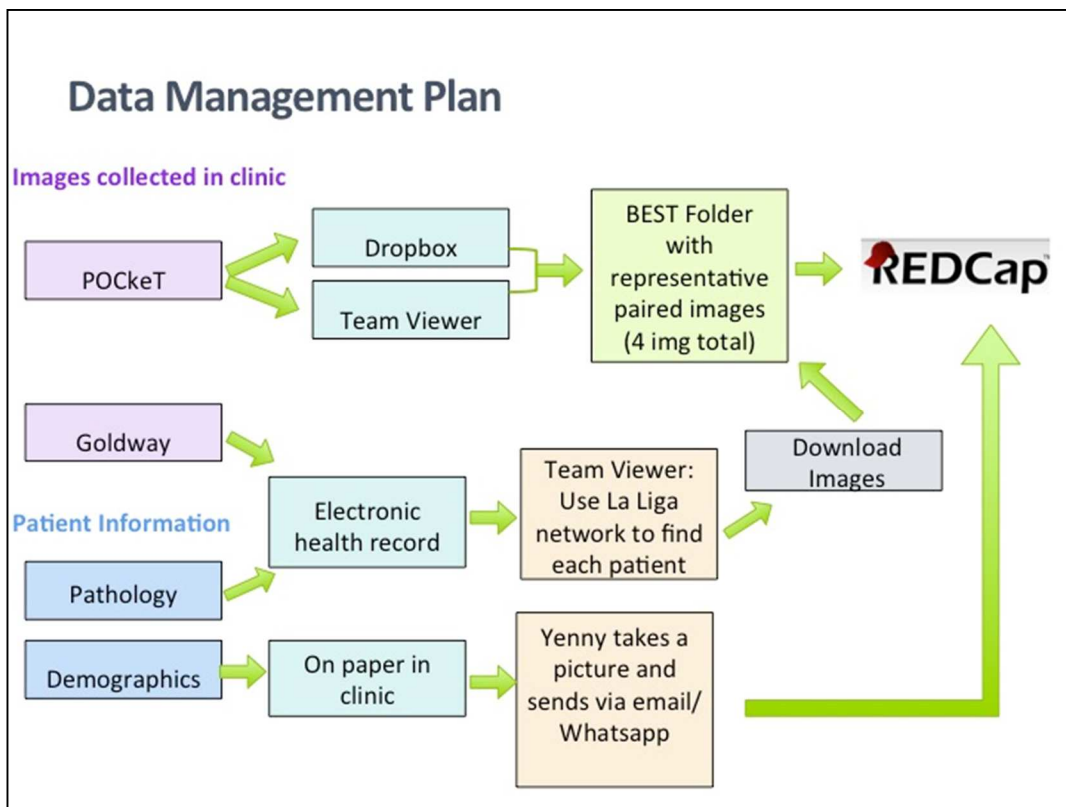 Data Management Plan
Images collected in clinic
POCkeT
Dropbox
Team Viewer
BEST Folder
with
representative
paired images
(4 img total)
REDCap
Goldway
Patient Information
Pathology
Electronic
health record
Team Viewer:
Use La Liga
network to find
each patient
Download
Images
Demographics
On paper in
clinic
Yenny takes a
picture and
sends via email/
Whatsapp